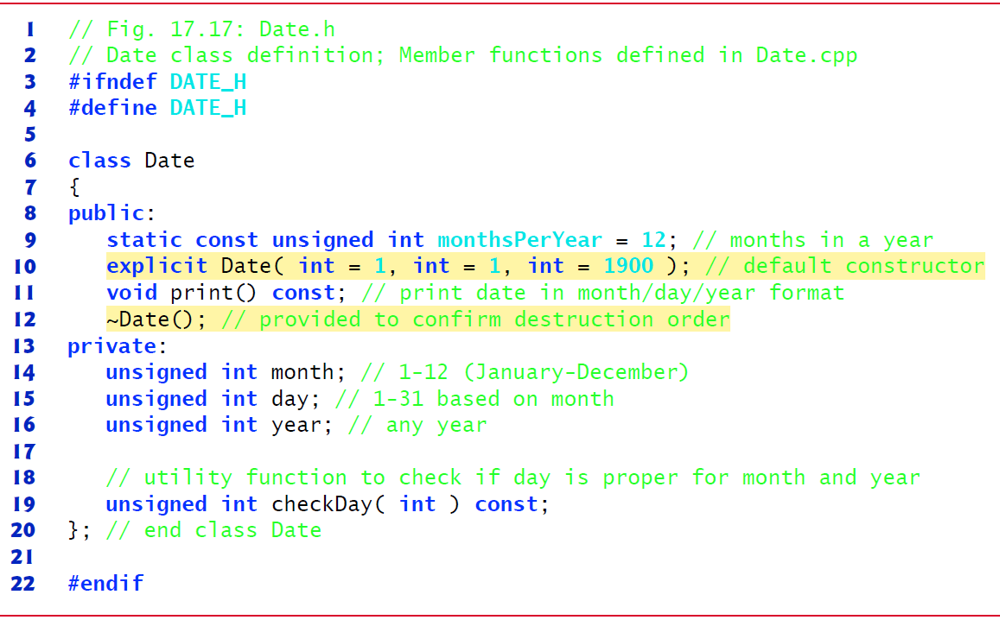 1 // Fig. 17.17: Date.h
2 // Date class definition; Member functions defined in Date.cpp
3 #ifndef DATE_H
4 #define DATE_H
5
6 class Date
7 {
8 public:
9    static const unsigned int monthsPerYear = 12; // months in a year
10    explicit Date( int = 1, int = 1, int = 1900 ); // default constructor
11    void print() const; // print date in month/day/year format
12    ~Date(); // provided to confirm destruction order
13 private:
14    unsigned int month; // 1-12 (January-December)
15    unsigned int day; // 1-31 based on month
16    unsigned int year; // any year
17
18    // utility function to check if day is proper for month and year
19    unsigned int checkDay( int ) const;
20 }; // end class Date
21
22 #endif